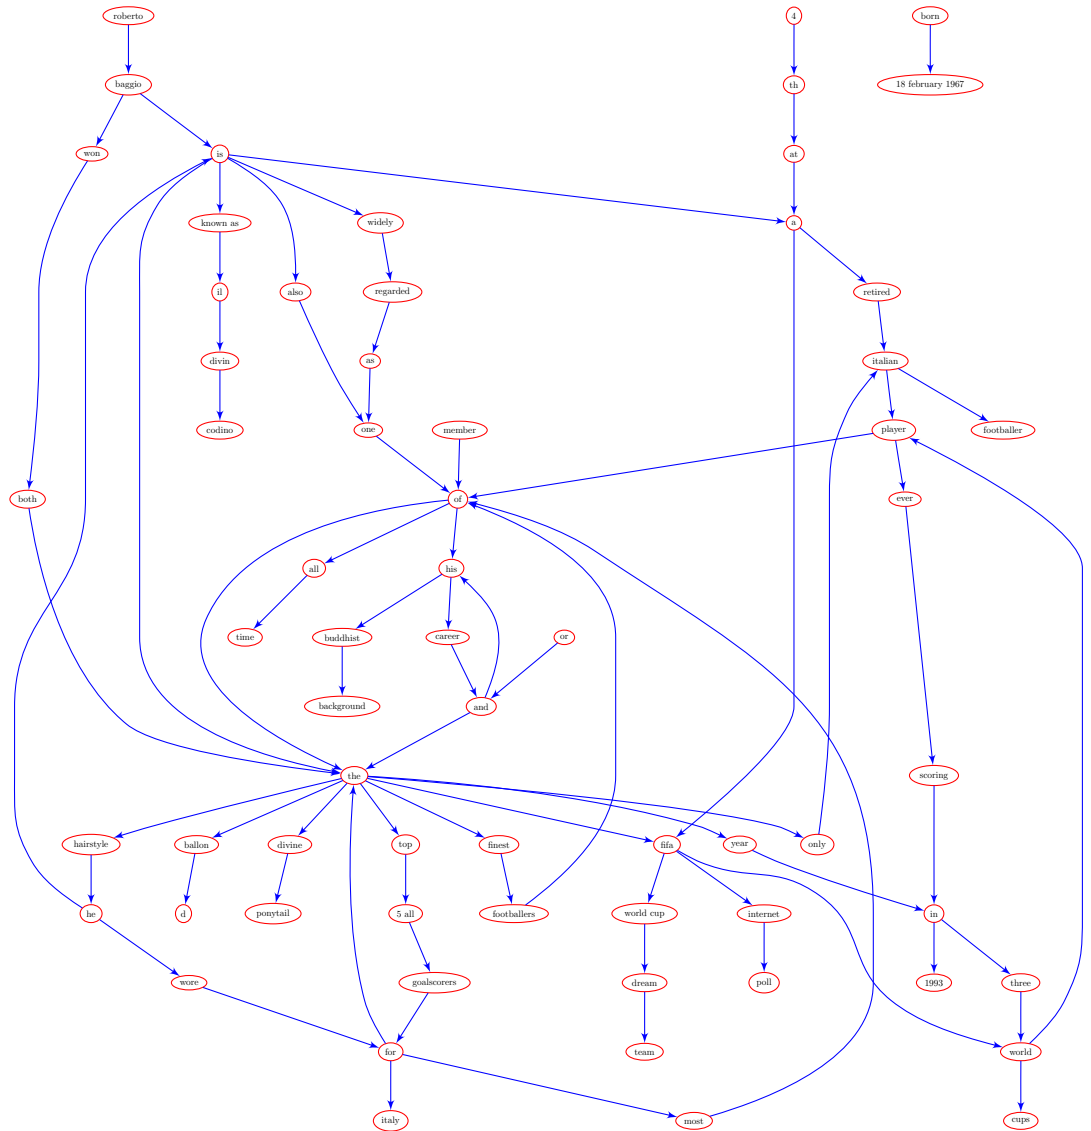 roberto
4
born
baggio
th
18 february 1967
won
is
at
known as
widely
a
il
also
regarded
retired
divin
as
italian
codino
one
member
player
footballer
both
of
ever
all
his
time
buddhist
career
or
background
and
the
scoring
hairstyle
ballon
divine
top
finest
fifa
year
only
he
d
ponytail
5 all
footballers
world cup
internet
in
wore
goalscorers
dream
poll
1993
three
for
team
world
italy
most
cups